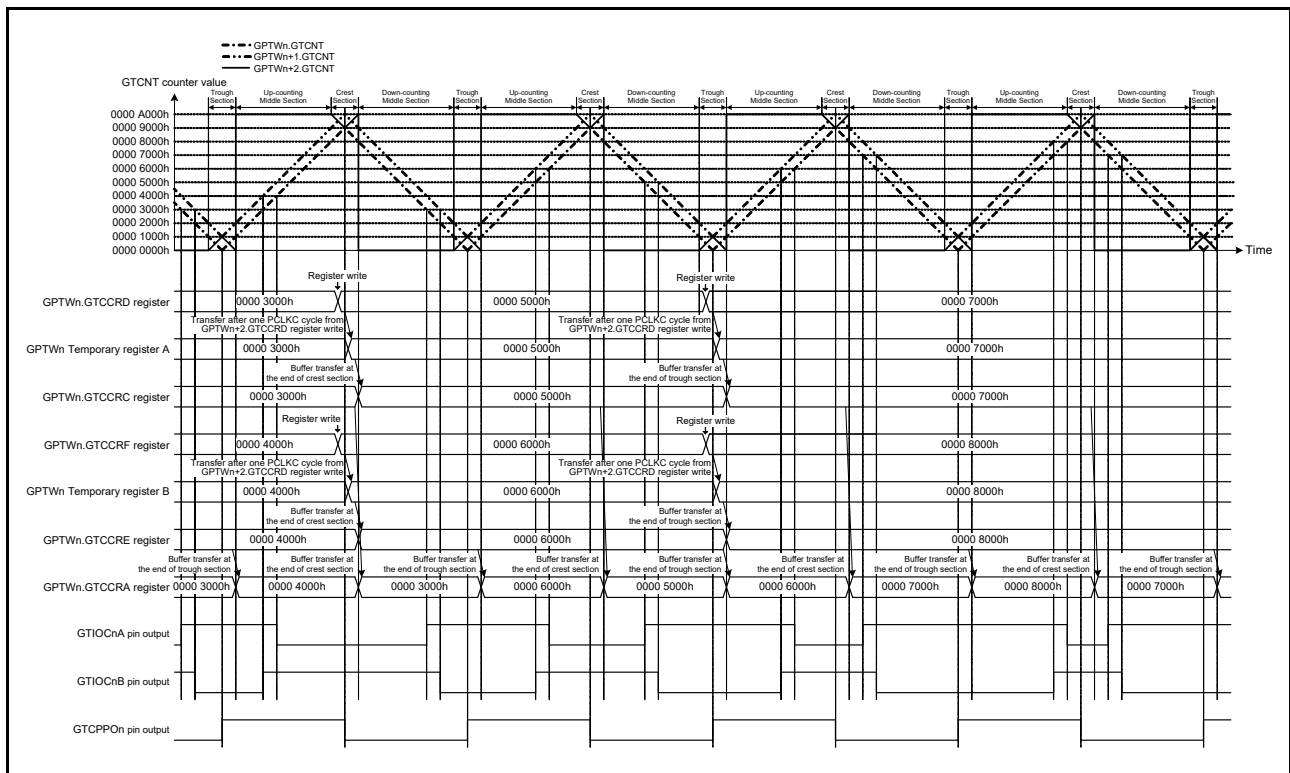 GPTWn.GTCNT
GPTWn+1.GTCNT
GPTWn+2.GTCNT
GTCNT counter value
Trough Section
Up-counting Middle Section
Crest Section
Down-counting Middle Section
Trough Section
Up-counting Middle Section
Crest Section
Down-counting Middle Section
Trough Section
Up-counting Middle Section
Crest Section
Down-counting Middle Section
Trough Section
Up-counting Middle Section
Crest Section
Down-counting Middle Section
Trough Section
0000 A000h
0000 9000h
0000 8000h
0000 7000h
0000 6000h
0000 5000h
0000 4000h
0000 3000h
0000 2000h
0000 1000h
0000 0000h
Time
Register write
Register write
GPTWn.GTCCRD register
0000 3000h
0000 5000h
0000 7000h
Transfer after one PCLKC cycle from
GPTWn+2.GTCCRD register write
Transfer after one PCLKC cycle from
GPTWn+2.GTCCRD register write
GPTWn Temporary register A
0000 3000h
0000 5000h
0000 7000h
Buffer transfer at
the end of crest section
Buffer transfer at
the end of trough section
GPTWn.GTCCRC register
0000 3000h
0000 5000h
0000 7000h
Register write
Register write
GPTWn.GTCCRF register
0000 4000h
0000 6000h
0000 8000h
Transfer after one PCLKC cycle from
GPTWn+2.GTCCRD register write
Transfer after one PCLKC cycle from
GPTWn+2.GTCCRD register write
GPTWn Temporary register B
0000 4000h
0000 6000h
0000 8000h
Buffer transfer at
the end of crest section
Buffer transfer at
the end of trough section
GPTWn.GTCCRE register
0000 4000h
0000 6000h
0000 8000h
Buffer transfer at
the end of trough section
Buffer transfer at
the end of crest section
Buffer transfer at
the end of trough section
Buffer transfer at
the end of crest section
Buffer transfer at
the end of trough section
Buffer transfer at
the end of crest section
Buffer transfer at
the end of trough section
Buffer transfer at
the end of crest section
Buffer transfer at
the end of trough section
GPTWn.GTCCRA register
0000 3000h
0000 4000h
0000 3000h
0000 6000h
0000 5000h
0000 6000h
0000 7000h
0000 8000h
0000 7000h
GTIOCnA pin output
GTIOCnB pin output
GTCPPOn pin output